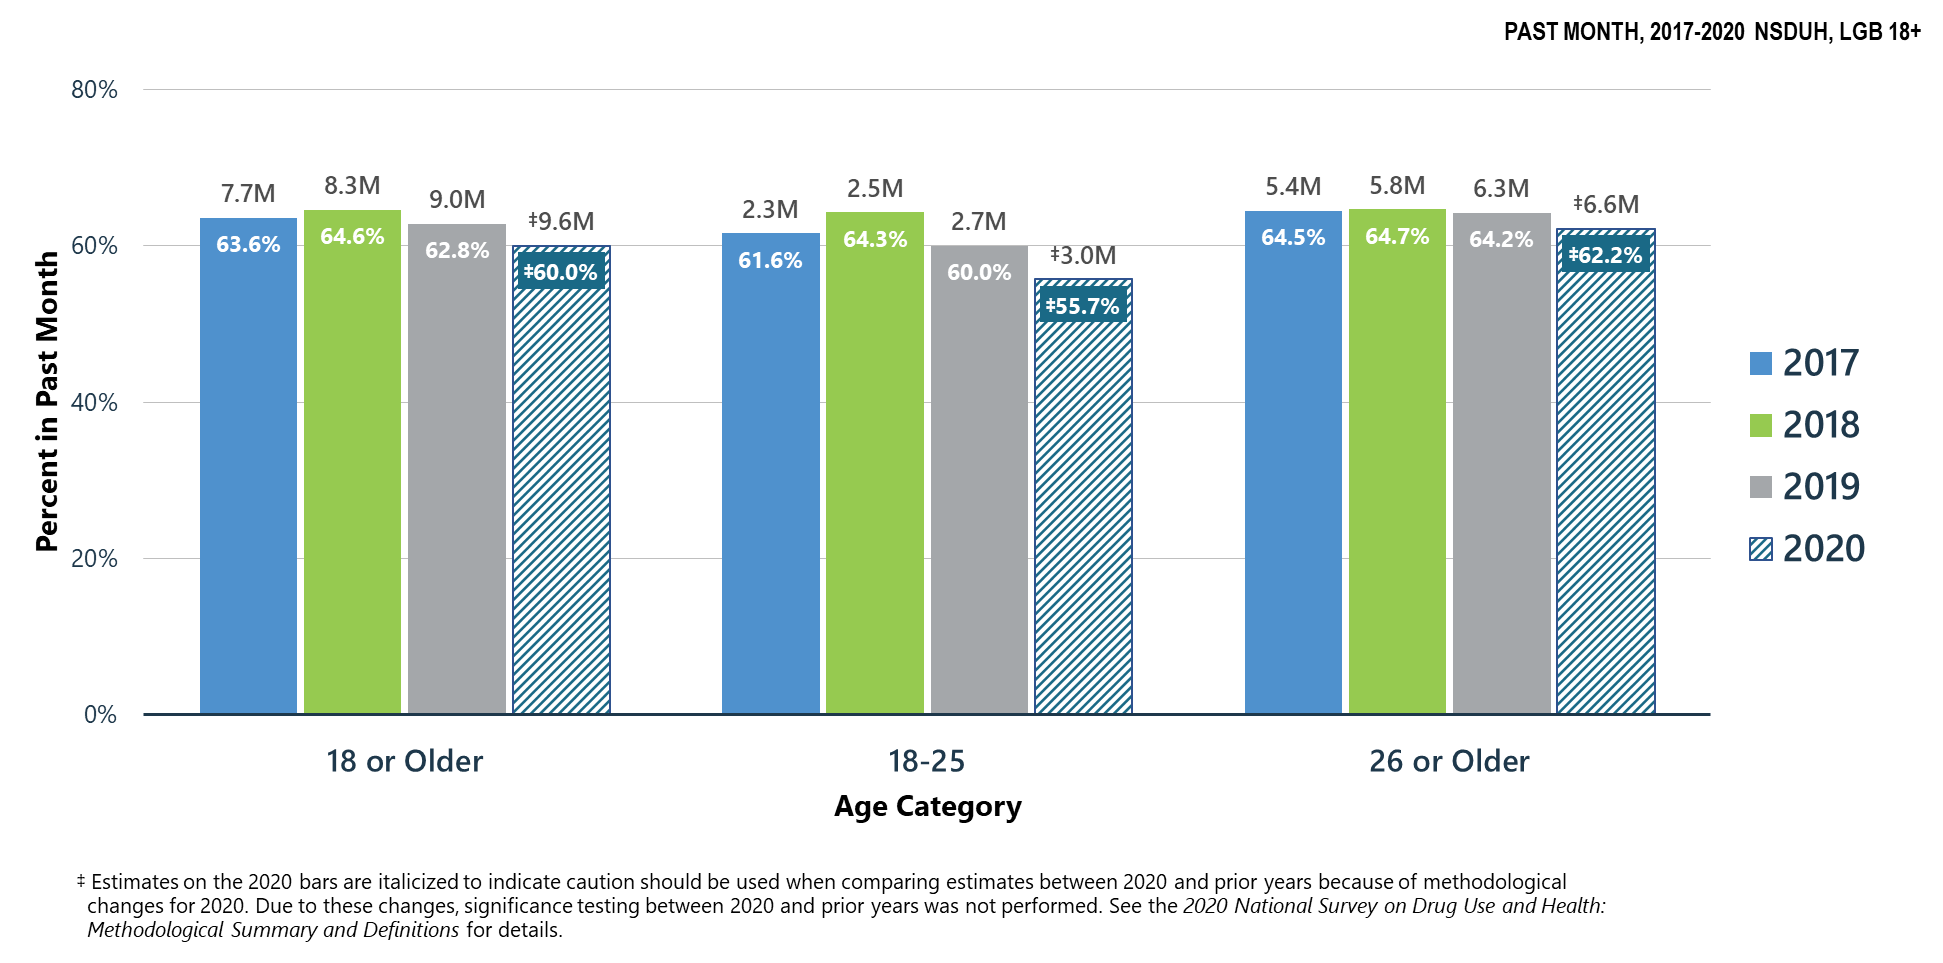 PAST MONTH, 2017-2020 NSDUH, LGB 18+
Percent in Past Month
80%
60%
40%
20%
0%
7.7M
63.6%
8.3M
64.6%
9.0M
62.8%
‡9.6M
‡60.0%
2.3M
61.6%
2.5M
64.3%
2.7M
60.0%
‡3.0M
‡55.7%
5.4M
64.5%
5.8M
64.7%
6.3M
64.2%
‡6.6M
‡62.2%
2017
2018
2019
2020
18 or Older
18-25
26 or Older
Age Category
‡ Estimates on the 2020 bars are italicized to indicate caution should be used when comparing estimates between 2020 and prior years because of methodological
changes for 2020. Due to these changes, significance testing between 2020 and prior years was not performed. See the 2020 National Survey on Drug Use and Health:
Methodological Summary and Definitions for details.